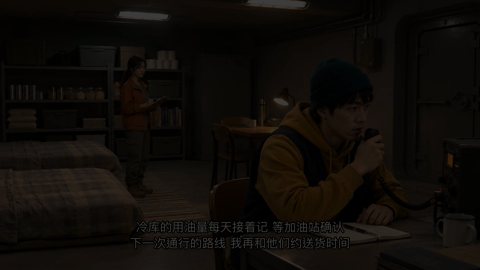 冷库的用油量每天接着记 等加油站确认
下一次通行的路线 我再和他们约送货时间